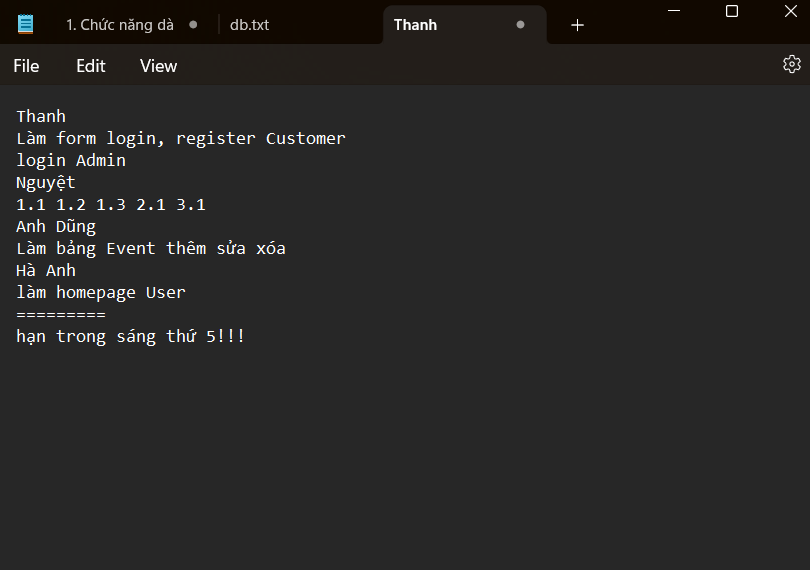 1. Chức năng dà
db.txt
Thanh
File
Edit
View
Thanh
Làm form login, register Customer
login Admin
Nguyệt
1.1 1.2 1.3 2.1 3.1
Anh Dũng
Làm bảng Event thêm sửa xóa
Hà Anh
làm homepage User
=========
hạn trong sáng thứ 5!!!